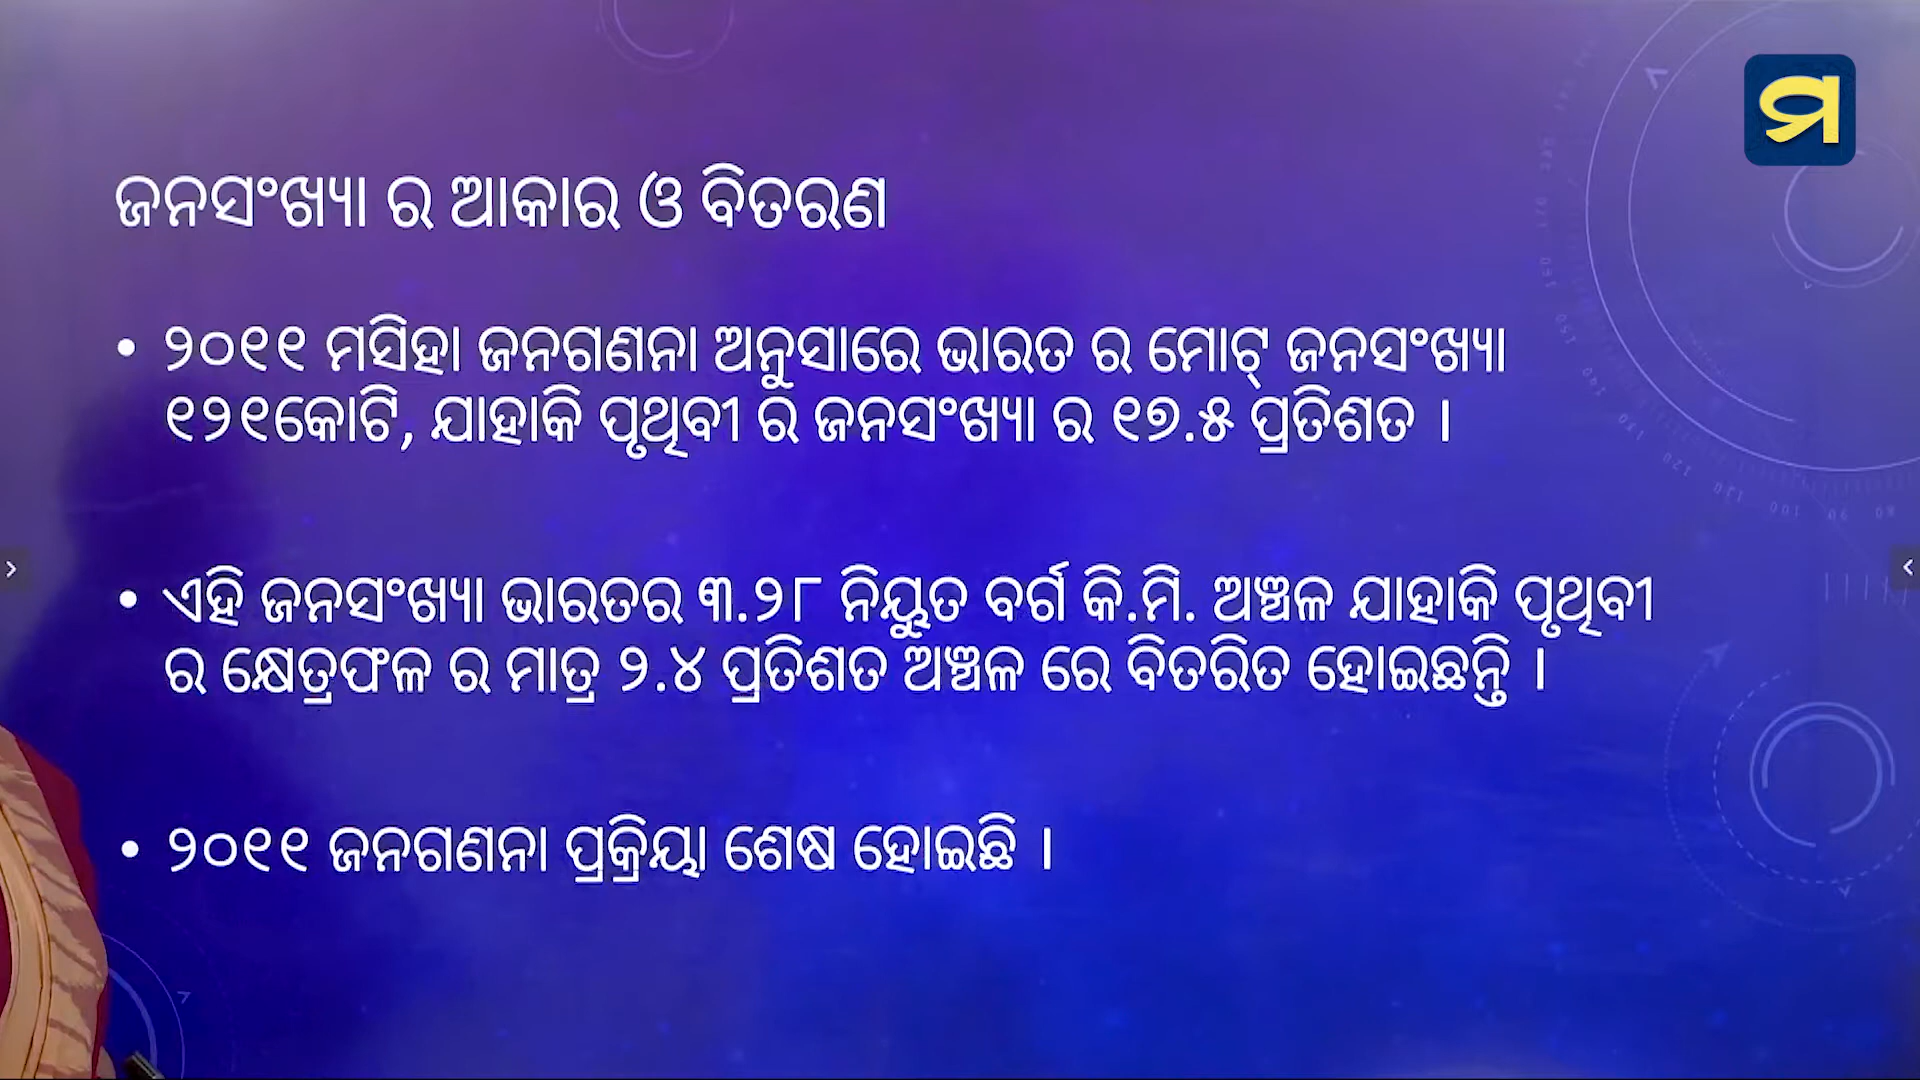 ମ
ଜନସଂଖ୍ୟା ର ଆକାର ଓ ବିତରଣ
• ୨୦୧୧ ମସିହା ଜନଗଣନା ଅନୁସାରେ ଭାରତ ର ମୋଟ୍ ଜନସଂଖ୍ୟା
୧୨୧କୋଟି, ଯାହାକି ପୃଥିବୀ ର ଜନସଂଖ୍ୟା ର ୧୭.୫ ପ୍ରତିଶତ ।
• ଏହି ଜନସଂଖ୍ୟା ଭାରତର ୩.୨୮ ନିୟୁତ ବର୍ଗ କି.ମି. ଅଞ୍ଚଳ ଯାହାକି ପୃଥିବୀ
ର କ୍ଷେତ୍ରଫଳ ର ମାତ୍ର ୨.୪ ପ୍ରତିଶତ ଅଞ୍ଚଳ ରେ ବିତରିତ ହୋଇଛନ୍ତି ।
• ୨୦୧୧ ଜନଗଣନା ପ୍ରକ୍ରିୟା ଶେଷ ହୋଇଛି ।